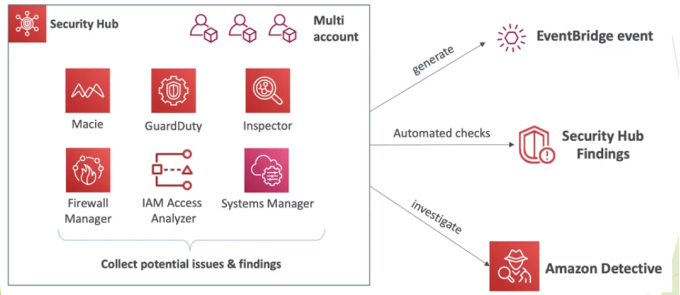 Security Hub
Multi
account
Macie
GuardDuty
Inspector
Firewall
Manager
IAM Access
Analyzer
Systems Manager
Collect potential issues & findings
generate
EventBridge event
Automated checks
Security Hub
Findings
investigate
Amazon Detective